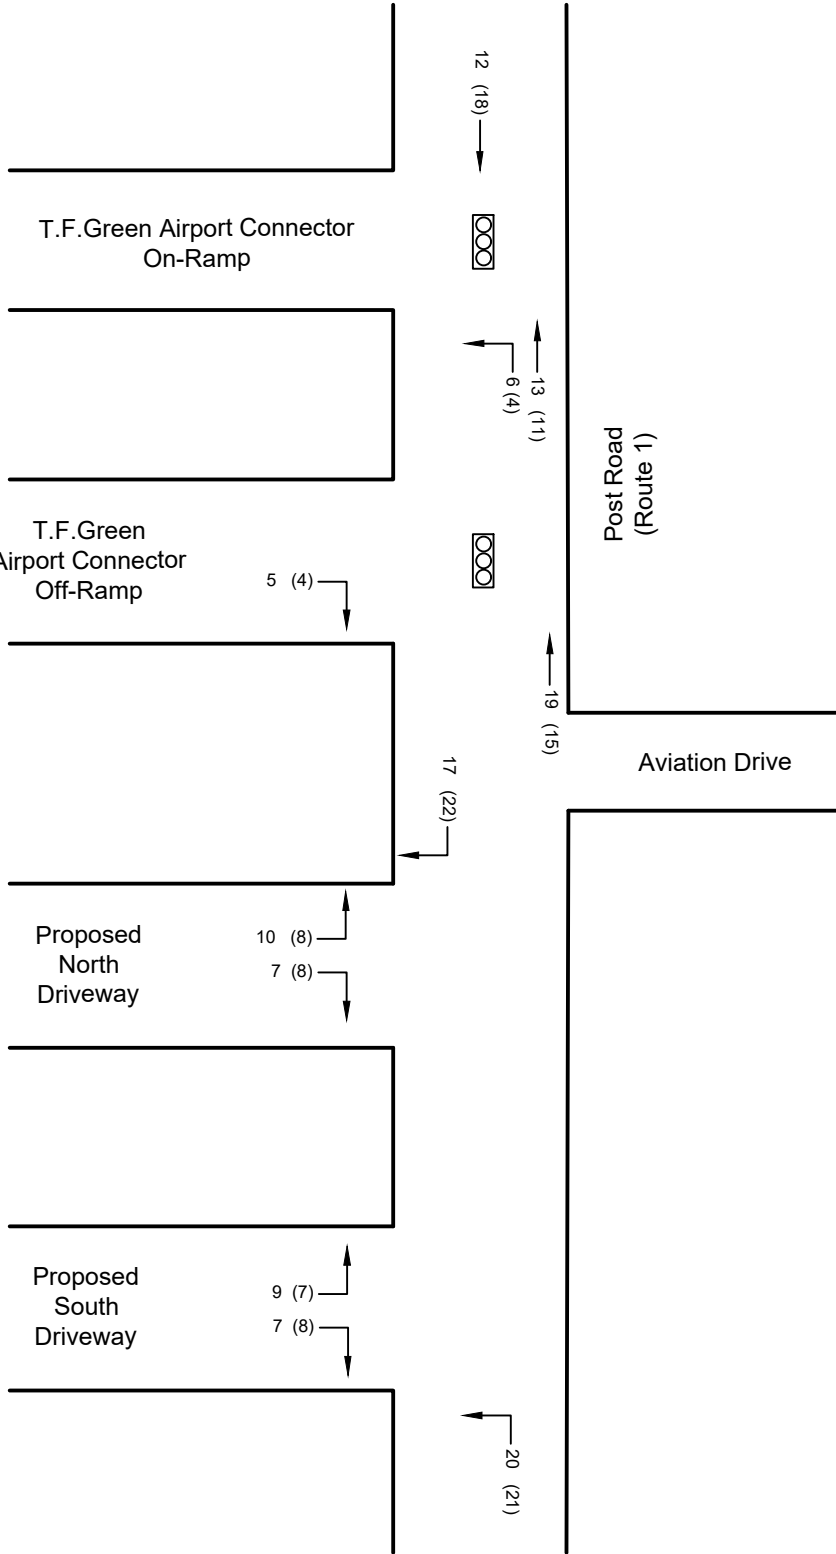 12 (18)
T.F.Green Airport Connector
On-Ramp
6 (4)
13 (11)
Post Road
(Route 1)
T.F.Green
Airport Connector
Off-Ramp
5 (4)
19 (15)
Aviation Drive
17 (22)
Proposed
North
Driveway
10 (8)
7 (8)
Proposed
South
Driveway
9 (7)
7 (8)
20 (21)